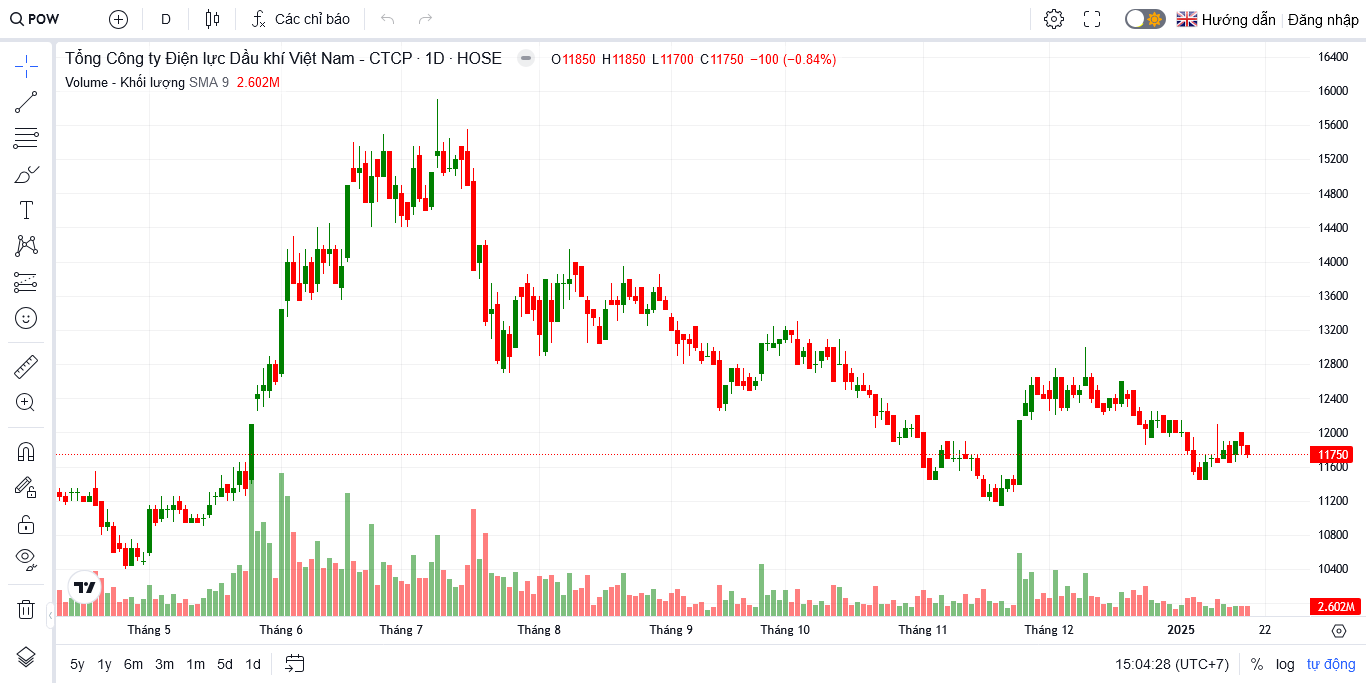 POW D Các chỉ báo Hướng dẫn Đăng nhập
Tổng Công ty Điện lực Dầu khí Việt Nam - CTCP · 1D · HOSE O11850 H11850 L11700 C11750 −100 (−0.84%)
Volume - Khối lượng SMA 9 2.602M
16400
16000
15600
15200
14800
14400
14000
13600
13200
12800
12400
12000
11750
11600
11200
10800
10400
2.602M
Tháng 5 Tháng 6 Tháng 7 Tháng 8 Tháng 9 Tháng 10 Tháng 11 Tháng 12 2025 22
5y 1y 6m 3m 1m 5d 1d 15:04:28 (UTC+7) % log tự động